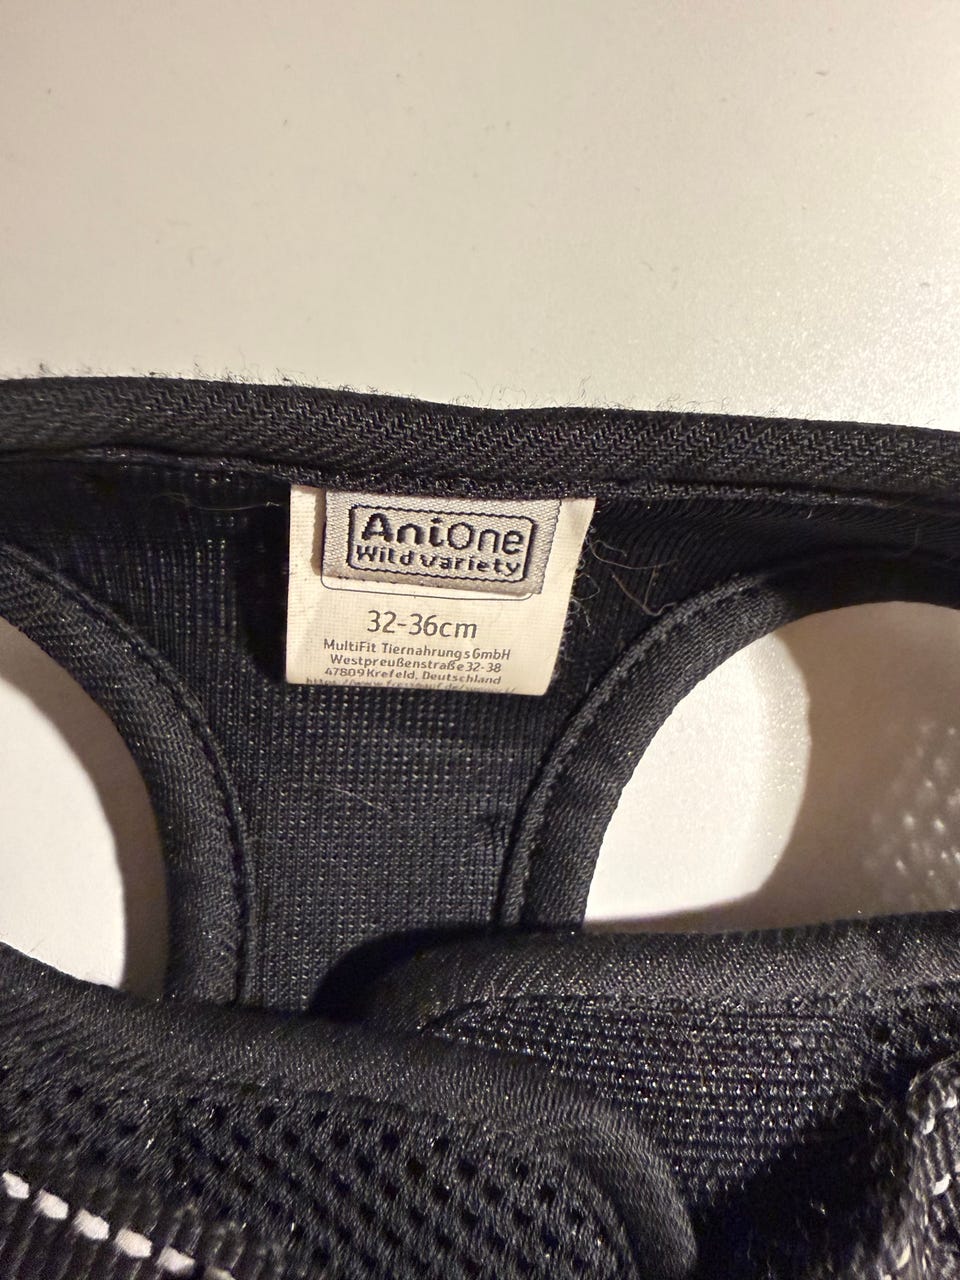 AniOne
Wild variety
32-36cm
MultiFit Tiernahrungs GmbH
Westpreußenstraße 32-38
47809 Krefeld, Deutschland